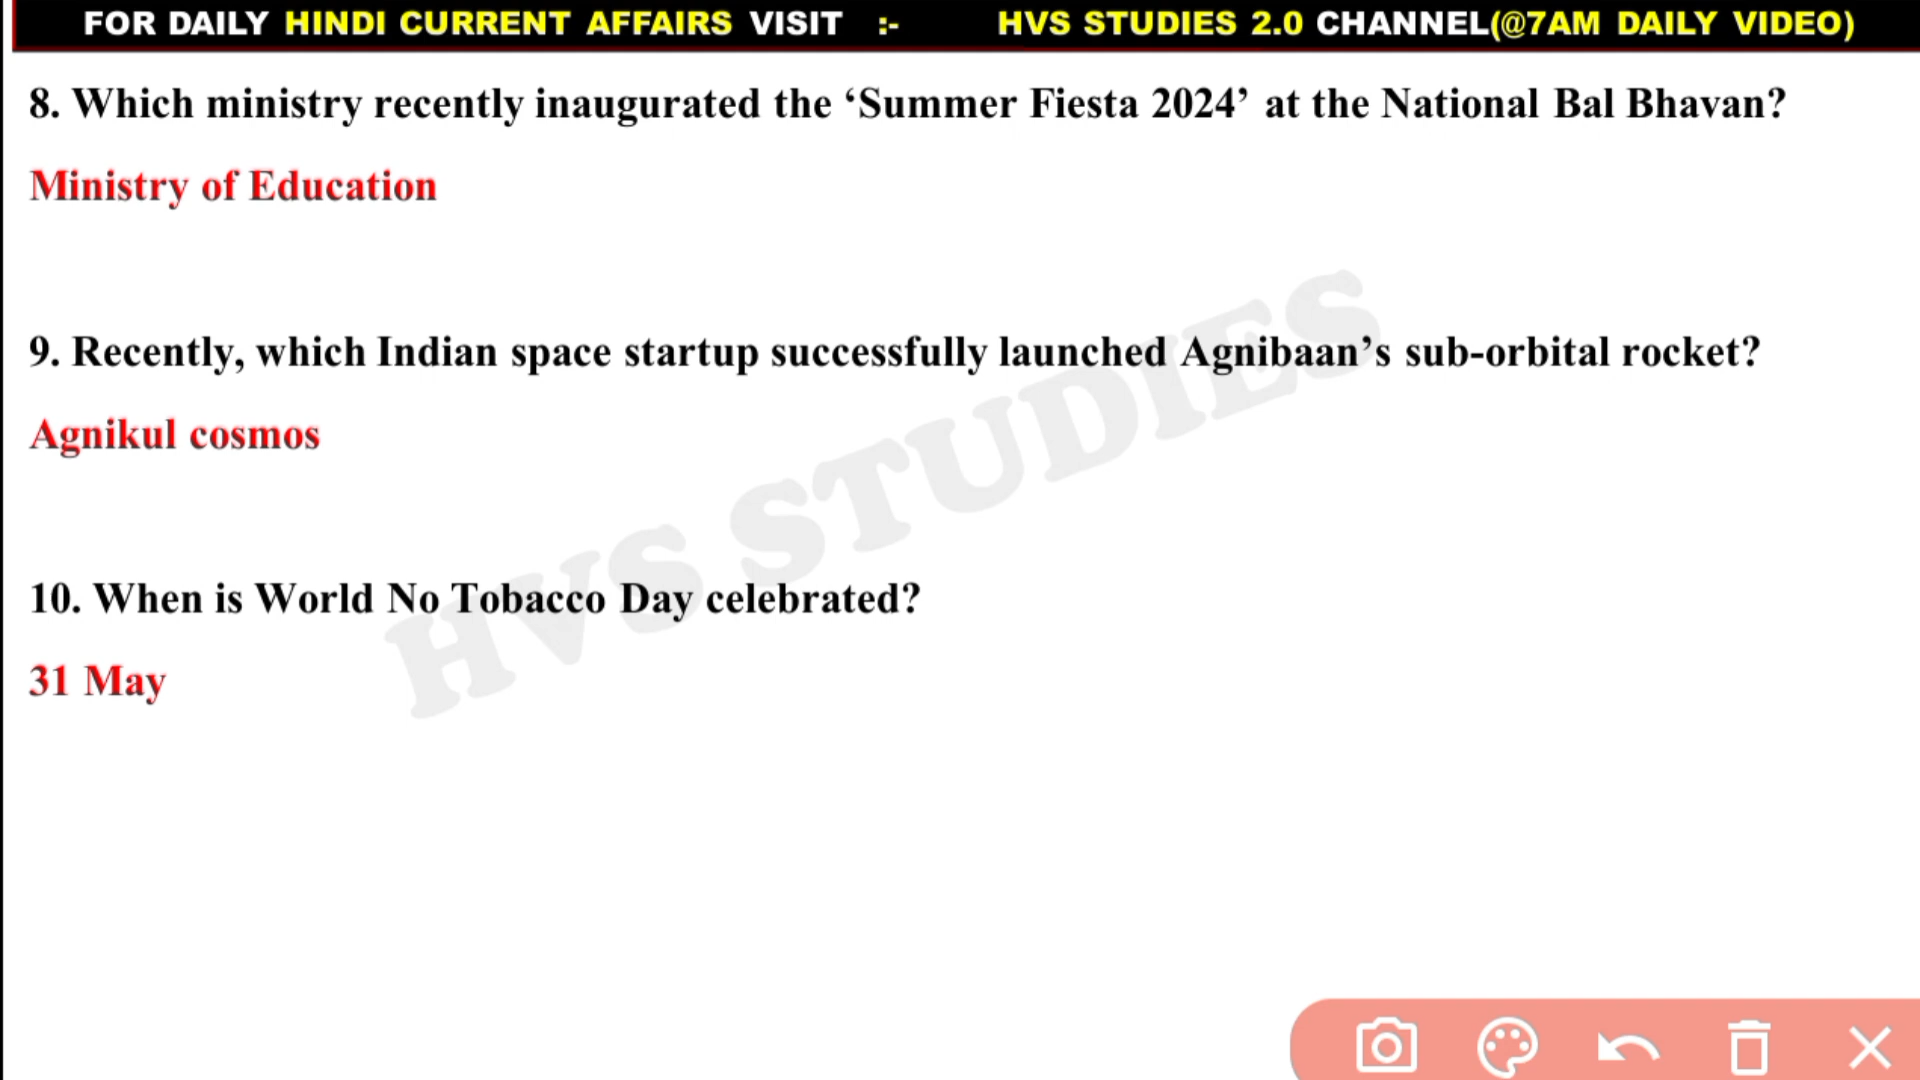 FOR DAILY HINDI CURRENT AFFAIRS VISIT :- HVS STUDIES 2.0 CHANNEL(@7AM DAILY VIDEO)
8. Which ministry recently inaugurated the ‘Summer Fiesta 2024’ at the National Bal Bhavan?
Ministry of Education
9. Recently, which Indian space startup successfully launched Agnibaan’s sub-orbital rocket?
Agnikul cosmos
10. When is World No Tobacco Day celebrated?
31 May
HVS STUDIES